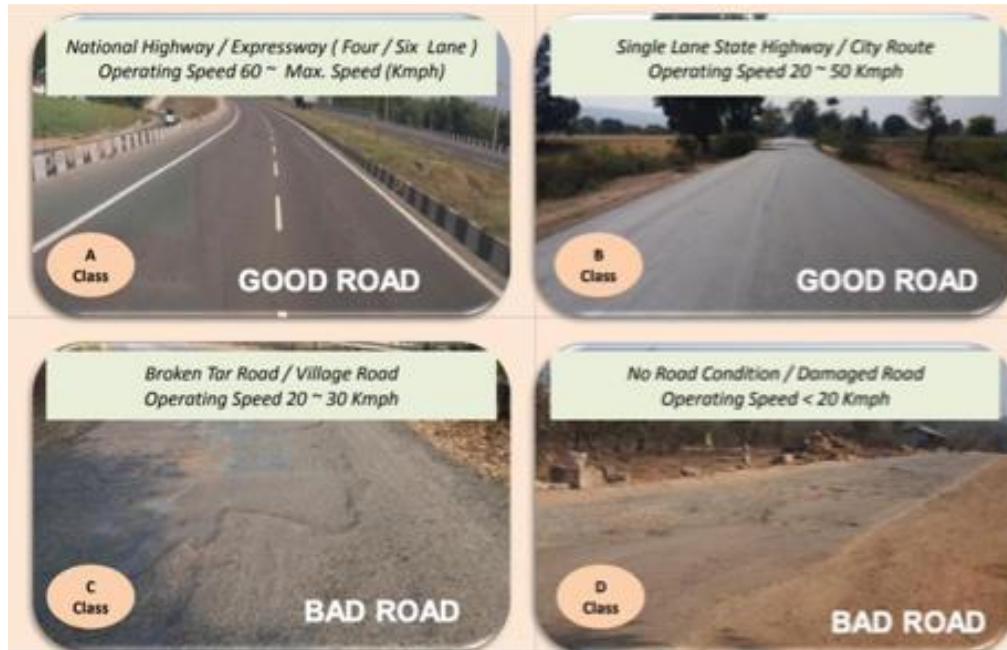 National Highway / Expressway ( Four / Six Lane )
Operating Speed 60 ~ Max. Speed (Kmph)
A
Class
GOOD ROAD
Single Lane State Highway / City Route
Operating Speed 20 ~ 50 Kmph
B
Class
GOOD ROAD
Broken Tar Road / Village Road
Operating Speed 20 ~ 30 Kmph
C
Class
BAD ROAD
No Road Condition / Damaged Road
Operating Speed < 20 Kmph
D
Class
BAD ROAD